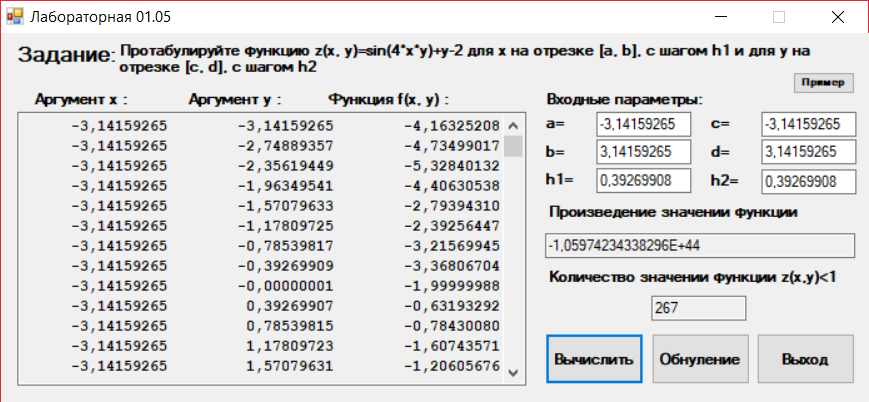 Лабораторная 01.05
Задание: Протабулируйте функцию z(x, y)=sin(4*x*y)+y-2 для x на отрезке [a, b], с шагом h1 и для y на
отрезке [c, d], с шагом h2
Пример
Аргумент x : Аргумент y : Функция f(x, y) :
-3,14159265 -3,14159265 -4,16325208
-3,14159265 -2,74889357 -4,73499017
-3,14159265 -2,35619449 -5,32840132
-3,14159265 -1,96349541 -4,40630538
-3,14159265 -1,57079633 -2,79394310
-3,14159265 -1,17809725 -2,39256447
-3,14159265 -0,78539817 -3,21569945
-3,14159265 -0,39269909 -3,36806704
-3,14159265 -0,00000001 -1,99999988
-3,14159265 0,39269907 -0,63193292
-3,14159265 0,78539815 -0,78430080
-3,14159265 1,17809723 -1,60743571
-3,14159265 1,57079631 -1,20605676
Входные параметры:
a= -3,14159265 c= -3,14159265
b= 3,14159265 d= 3,14159265
h1= 0,39269908 h2= 0,39269908
Произведение значении функции
-1,05974234338296E+44
Количество значении функции z(x,y)<1
267
Вычислить Обнуление Выход